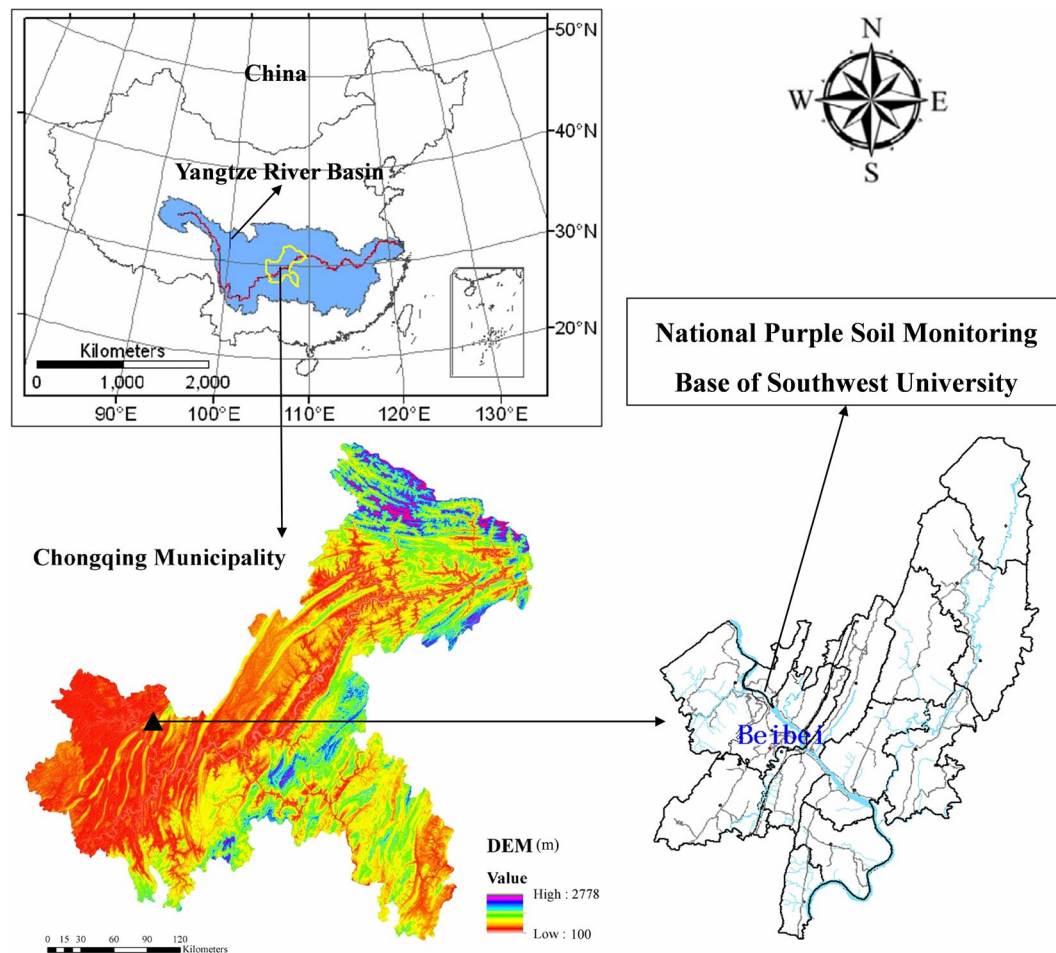 50°N
China
N
W
E
S
40°N
Yangtze River Basin
30°N
20°N
Kilometers
0
1,000
2,000
90°E
100°E
110°E
120°E
130°E
National Purple Soil Monitoring
Base of Southwest University
Chongqing Municipality
Beibei
DEM (m)
Value
High : 2778
Low : 100
0 15 30 60 90 120
Kilometers